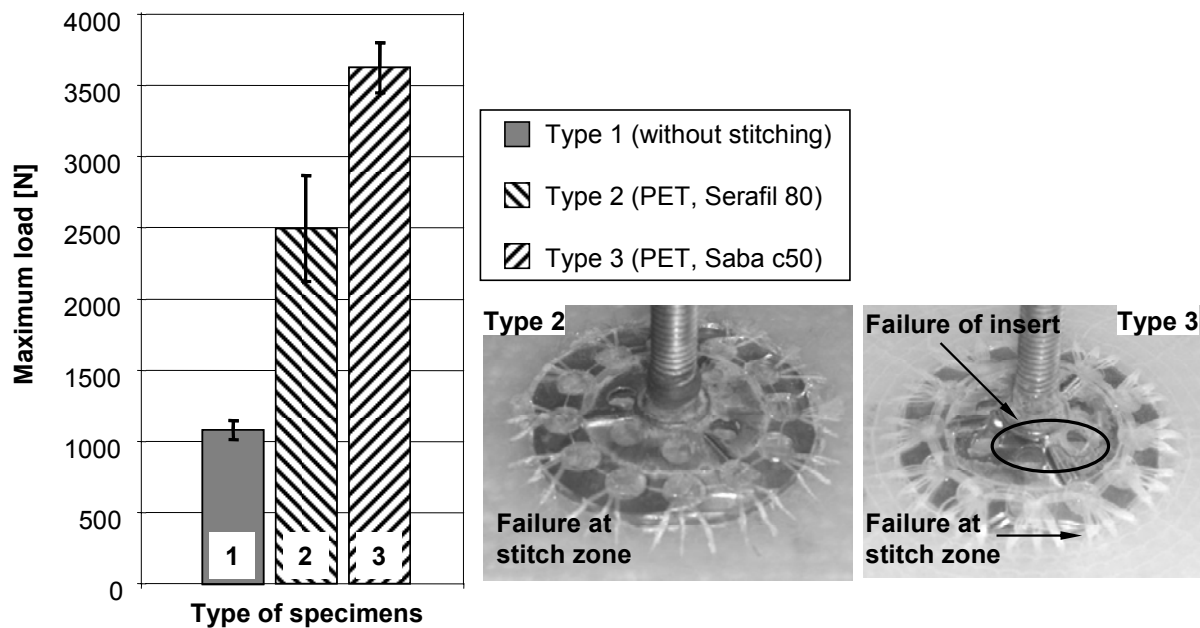 4000
3500
3000
2500
2000
1500
1000
500
0
Maximum load [N]
1
2
3
Type of specimens
Type 1 (without stitching)
Type 2 (PET, Serafil 80)
Type 3 (PET, Saba c50)
Type 2
Failure at
stitch zone
Failure of insert
Type 3
Failure at
stitch zone